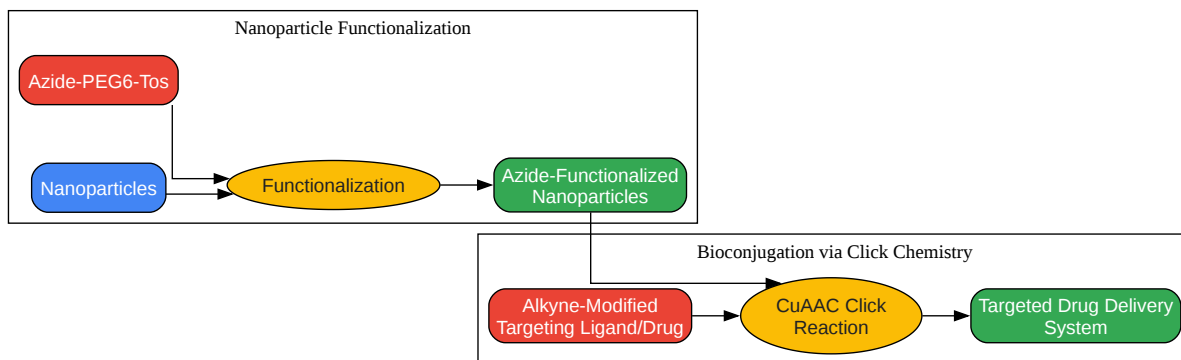 Nanoparticle Functionalization
Azide-PEG6-Tos
Nanoparticles
Functionalization
Azide-Functionalized
Nanoparticles
Bioconjugation via Click Chemistry
Alkyne-Modified
Targeting Ligand/Drug
CuAAC Click
Reaction
Targeted Drug Delivery
System